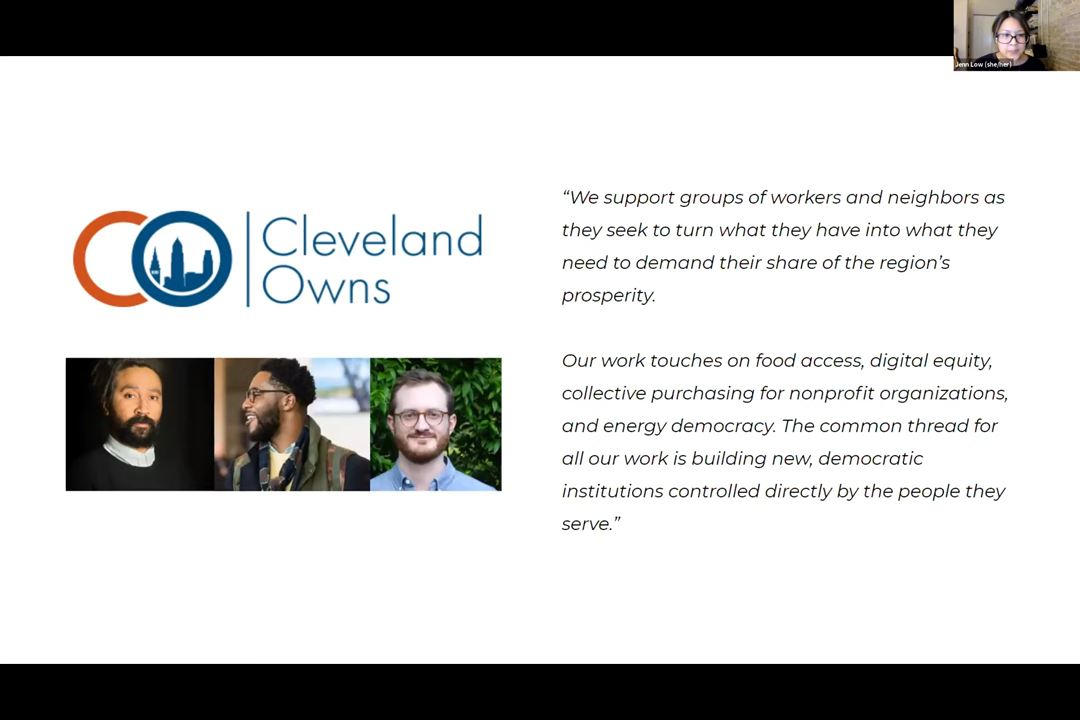 Jenn Low (she/her)
Cleveland
Owns
“We support groups of workers and neighbors as
they seek to turn what they have into what they
need to demand their share of the region’s
prosperity.
Our work touches on food access, digital equity,
collective purchasing for nonprofit organizations,
and energy democracy. The common thread for
all our work is building new, democratic
institutions controlled directly by the people they
serve.”